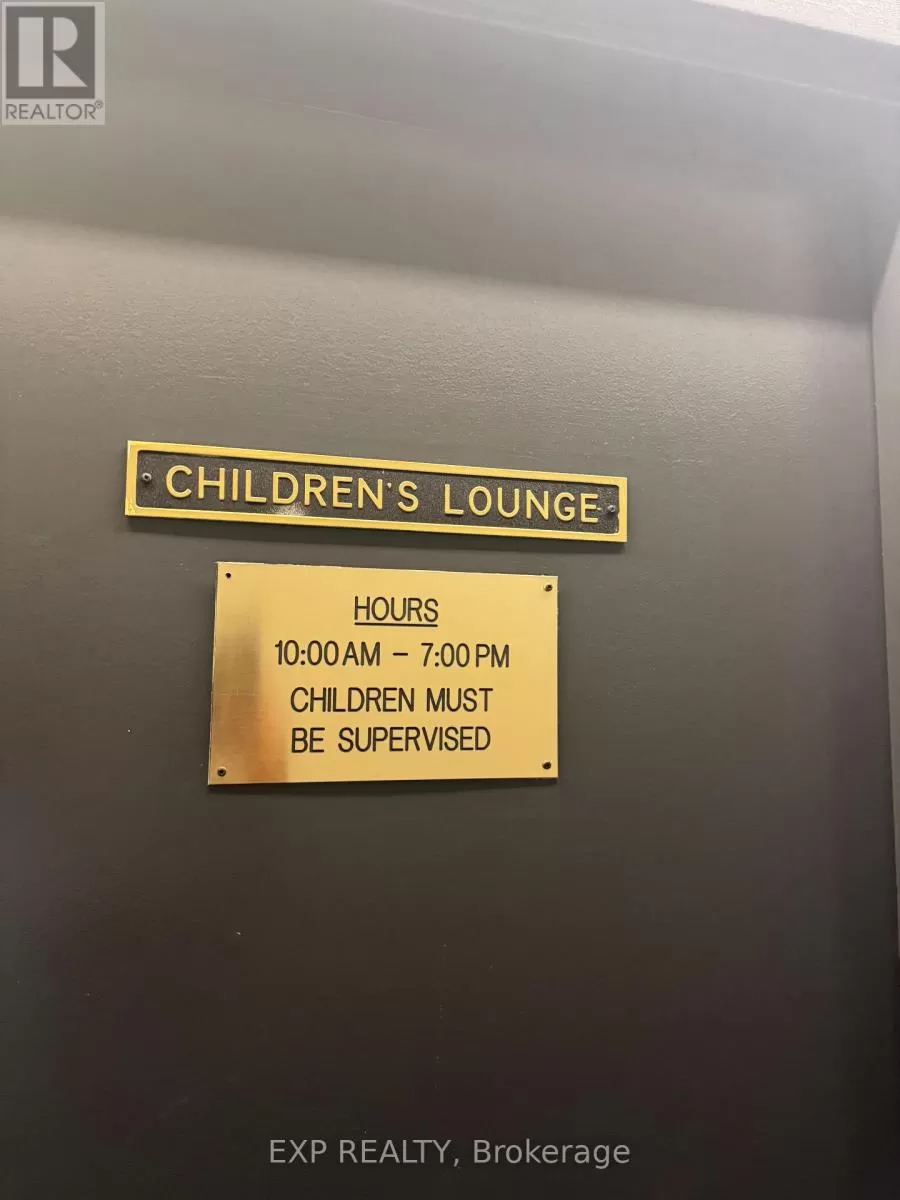 R
REALTOR®
CHILDREN'S LOUNGE
HOURS
10:00 AM – 7:00 PM
CHILDREN MUST
BE SUPERVISED
EXP REALTY, Brokerage